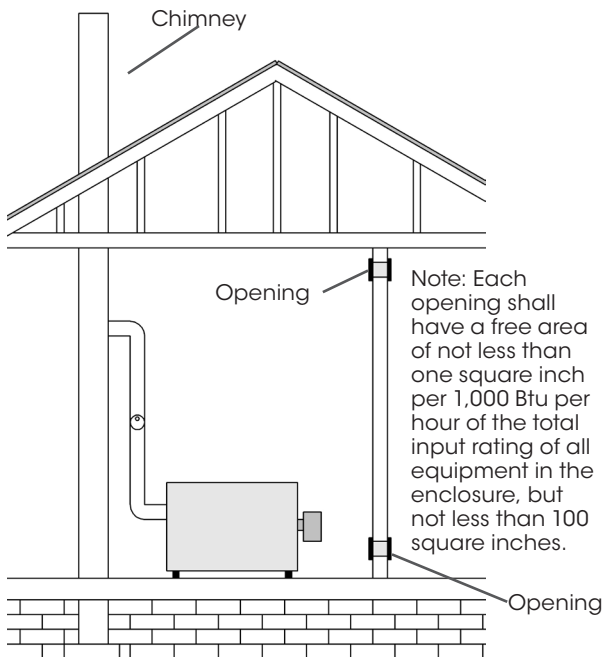 Chimney
Opening
Note: Each
opening shall
have a free area
of not less than
one square inch
per 1,000 Btu per
hour of the total
input rating of all
equipment in the
enclosure, but
not less than 100
square inches.
Opening